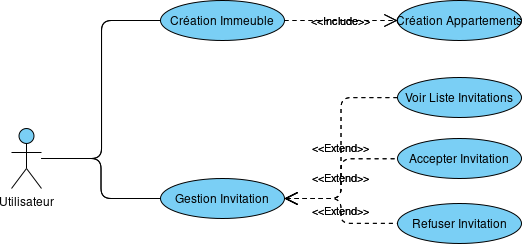 Création Immeuble
<<Include>>
Création Appartements
Voir Liste Invitations
<<Extend>>
Accepter Invitation
<<Extend>>
Utilisateur
Gestion Invitation
<<Extend>>
Refuser Invitation